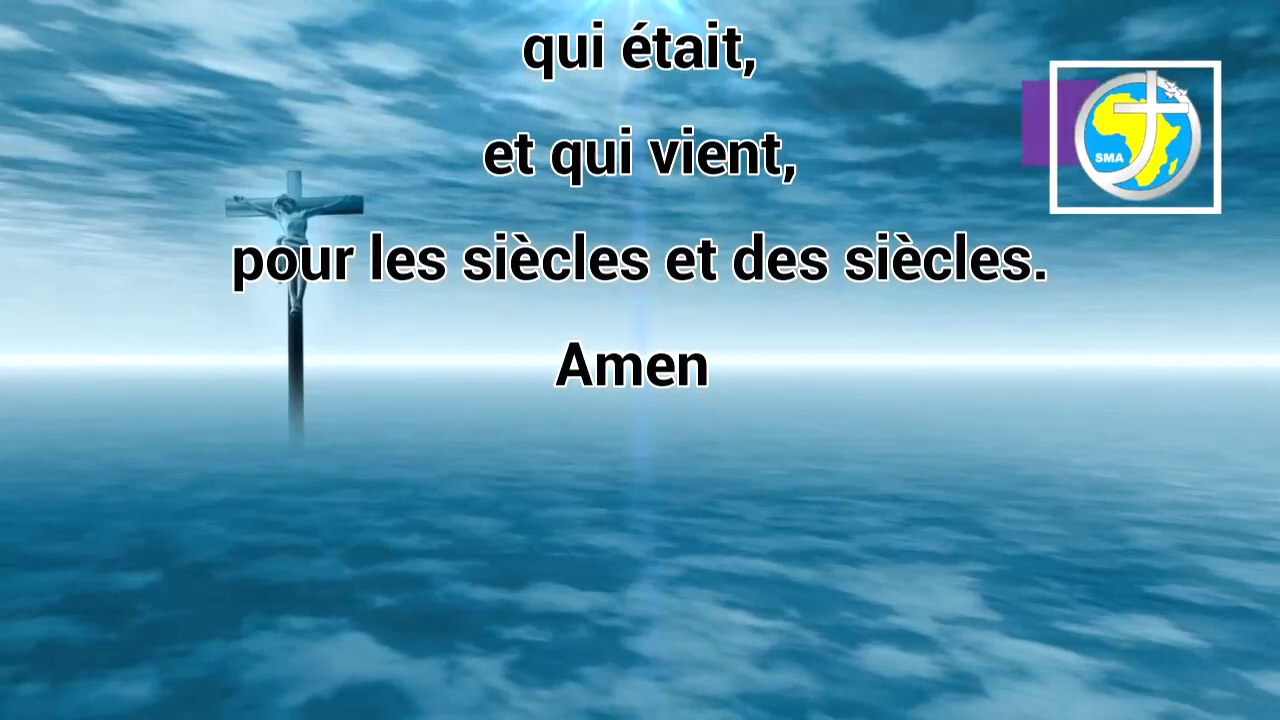 qui était,
et qui vient,
pour les siècles et des siècles.
Amen
SMA